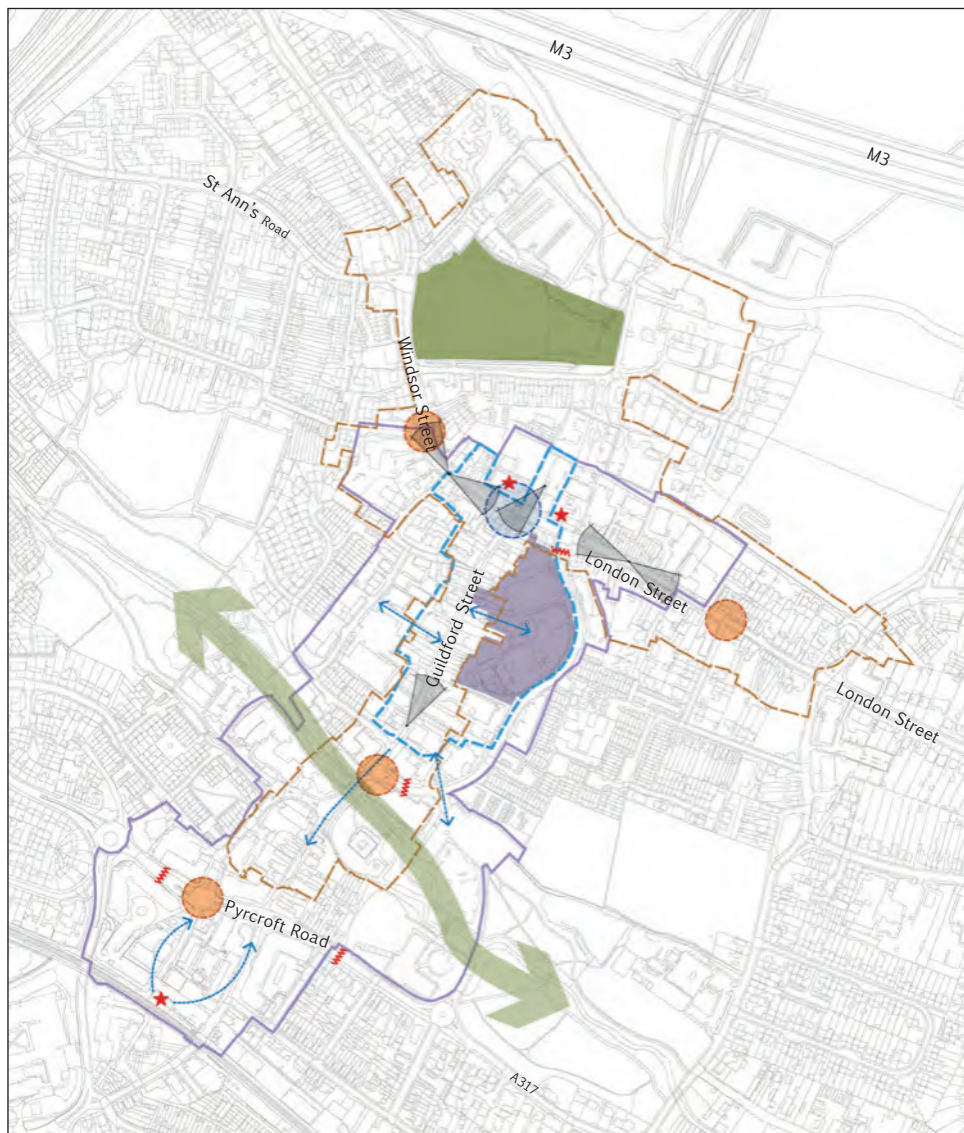 M3
M3
St Ann's Road
Windsor Street
London Street
Guildford Street
London Street
Pyrcroft Road
A317